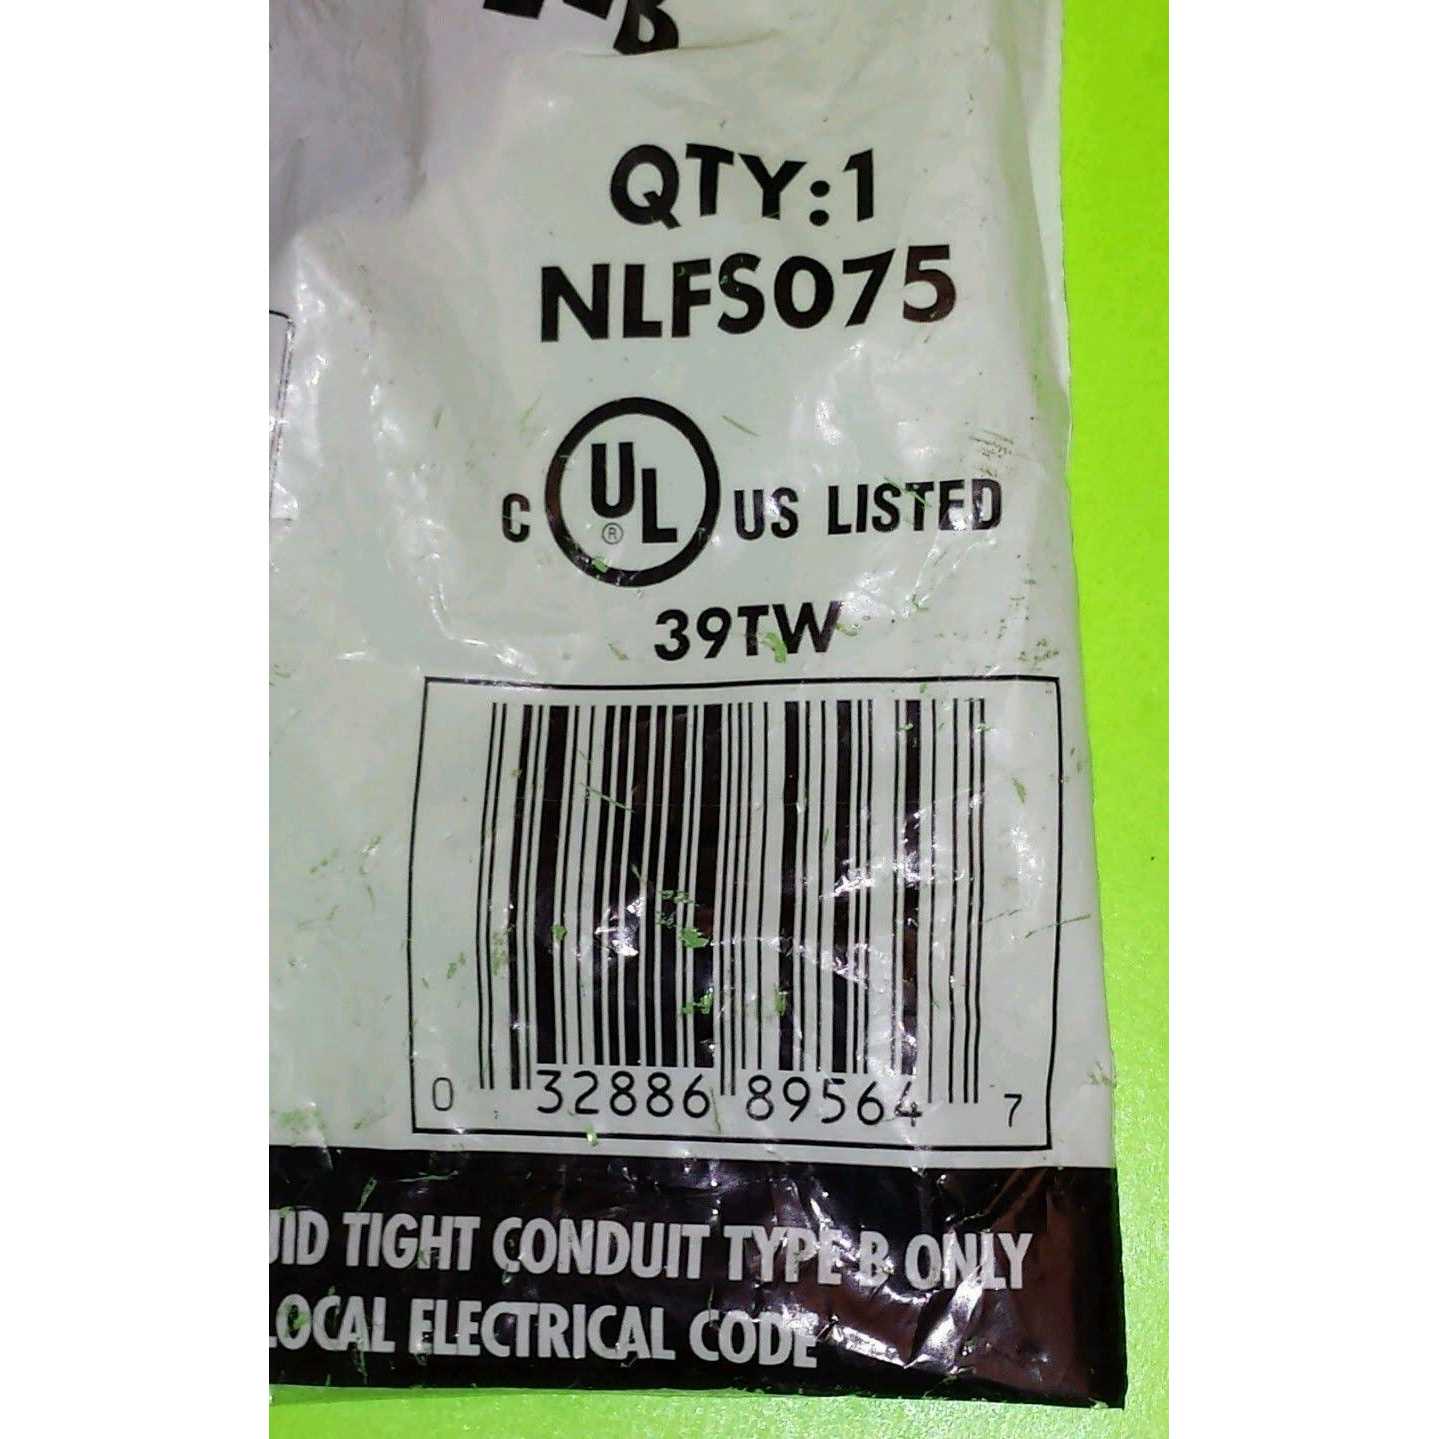 B
QTY:1
NLFS075
C UL® US LISTED
39TW
0 32886 89564 7
UID TIGHT CONDUIT TYPE B ONLY
LOCAL ELECTRICAL CODE